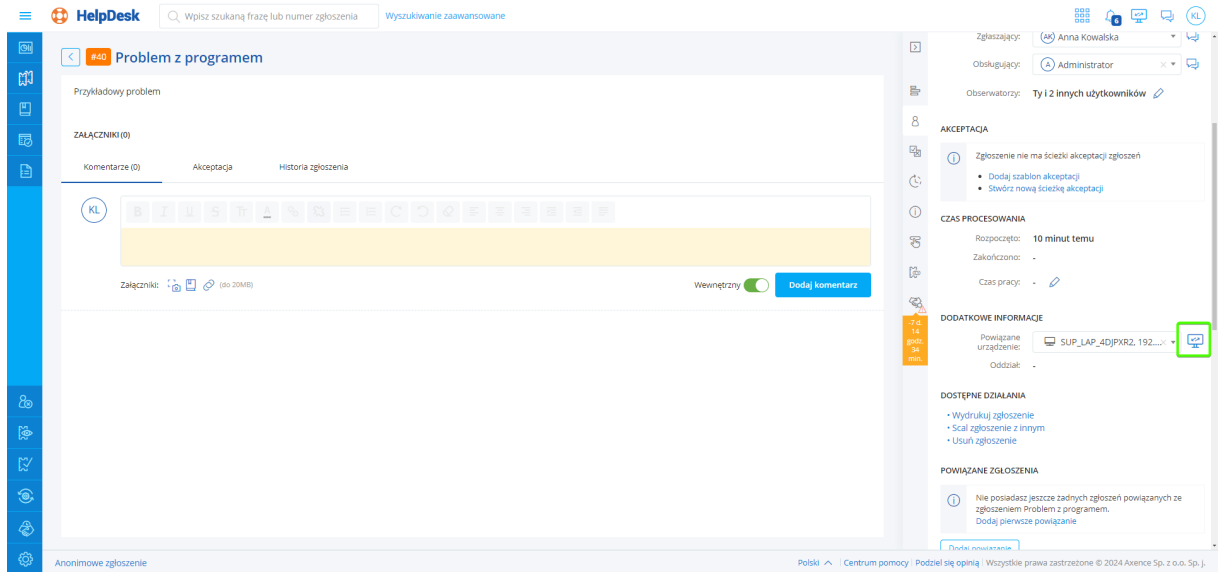 HelpDesk
Wpisz szukaną frazę lub numer zgłoszenia
Wyszukiwanie zaawansowane
6
KL
#40 Problem z programem
Przykładowy problem
ZAŁĄCZNIKI (0)
Komentarze (0)
Akceptacja
Historia zgłoszenia
KL
B I U S Tr A
Załączniki: (do 20MB)
Wewnętrzny
Dodaj komentarz
-7 d.
14
godz.
34
min.
Zgłaszający: AK Anna Kowalska
Obsługujący: A Administrator
Obserwatorzy: Ty i 2 innych użytkowników
AKCEPTACJA
Zgłoszenie nie ma ścieżki akceptacji zgłoszeń
• Dodaj szablon akceptacji
• Stwórz nową ścieżkę akceptacji
CZAS PROCESOWANIA
Rozpoczęto: 10 minut temu
Zakończono: -
Czas pracy: -
DODATKOWE INFORMACJE
Powiązane
urządzenie:
SUP_LAP_4DJPXR2, 192....
Oddział: -
DOSTĘPNE DZIAŁANIA
• Wydrukuj zgłoszenie
• Scal zgłoszenie z innym
• Usuń zgłoszenie
POWIĄZANE ZGŁOSZENIA
Nie posiadasz jeszcze żadnych zgłoszeń powiązanych ze
zgłoszeniem Problem z programem.
Dodaj pierwsze powiązanie
Dodaj powiązanie
Anonimowe zgłoszenie
Polski
Centrum pomocy
Podziel się opinią
Wszystkie prawa zastrzeżone © 2024 Axence Sp. z o.o. Sp. j.